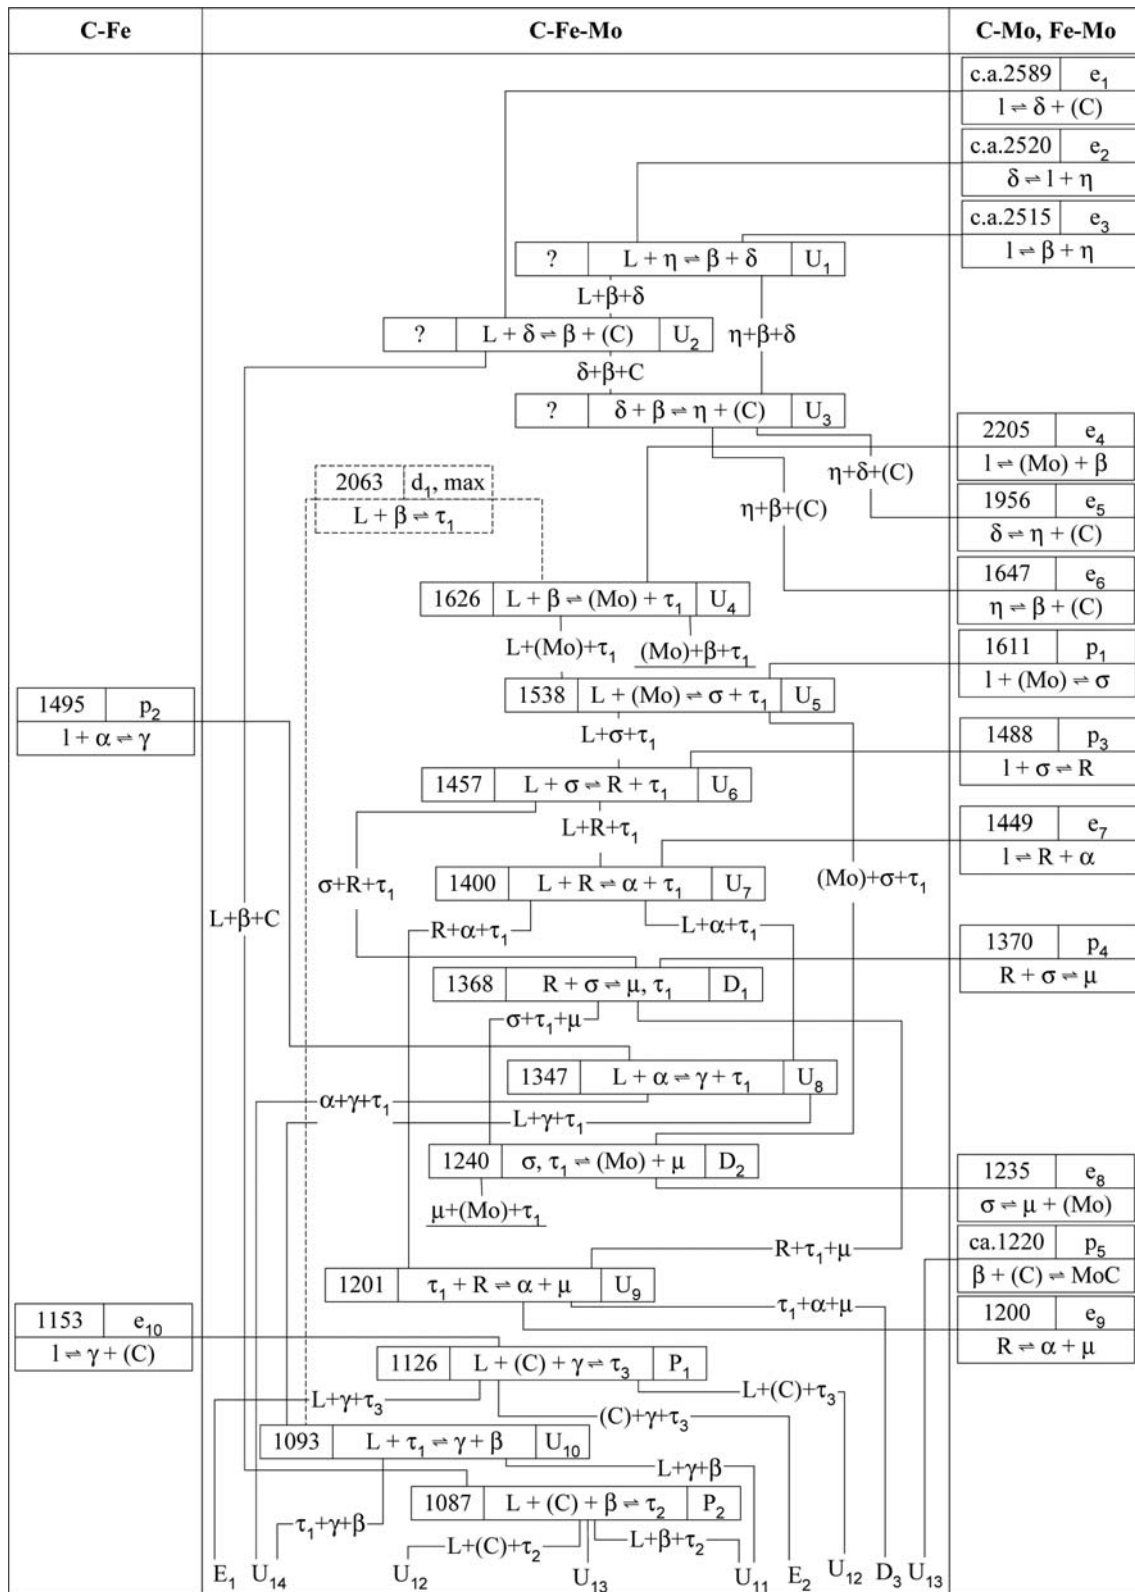 C-Fe
C-Fe-Mo
C-Mo, Fe-Mo
c.a.2589 e₁
l ⇌ δ + (C)
c.a.2520 e₂
δ ⇌ l + η
c.a.2515 e₃
l ⇌ β + η
? L + η ⇌ β + δ U₁
L+β+δ
η+β+δ
? L + δ ⇌ β + (C) U₂
δ+β+C
? δ + β ⇌ η + (C) U₃
2205 e₄
l ⇌ (Mo) + β
η+δ+(C)
η+β+(C)
2063 d₁, max
L + β ⇌ τ₁
1956 e₅
δ ⇌ η + (C)
1647 e₆
η ⇌ β + (C)
1626 L + β ⇌ (Mo) + τ₁ U₄
L+(Mo)+τ₁
(Mo)+β+τ₁
1611 p₁
l + (Mo) ⇌ σ
1538 L + (Mo) ⇌ σ + τ₁ U₅
1495 p₂
l + α ⇌ γ
L+σ+τ₁
1488 p₃
l + σ ⇌ R
1457 L + σ ⇌ R + τ₁ U₆
L+R+τ₁
1449 e₇
l ⇌ R + α
σ+R+τ₁
1400 L + R ⇌ α + τ₁ U₇
(Mo)+σ+τ₁
L+β+C
R+α+τ₁
L+α+τ₁
1370 p₄
R + σ ⇌ μ
1368 R + σ ⇌ μ, τ₁ D₁
σ+τ₁+μ
1347 L + α ⇌ γ + τ₁ U₈
α+γ+τ₁
L+γ+τ₁
1240 σ, τ₁ ⇌ (Mo) + μ D₂
1235 e₈
σ ⇌ μ + (Mo)
μ+(Mo)+τ₁
R+τ₁+μ
ca.1220 p₅
β + (C) ⇌ MoC
1201 τ₁ + R ⇌ α + μ U₉
τ₁+α+μ
1200 e₉
R ⇌ α + μ
1153 e₁₀
l ⇌ γ + (C)
1126 L + (C) + γ ⇌ τ₃ P₁
L+γ+τ₃
L+(C)+τ₃
(C)+γ+τ₃
1093 L + τ₁ ⇌ γ + β U₁₀
L+γ+β
1087 L + (C) + β ⇌ τ₂ P₂
τ₁+γ+β
L+(C)+τ₂
L+β+τ₂
E₁ U₁₄ U₁₂ U₁₃ U₁₁ E₂ U₁₂ D₃ U₁₃